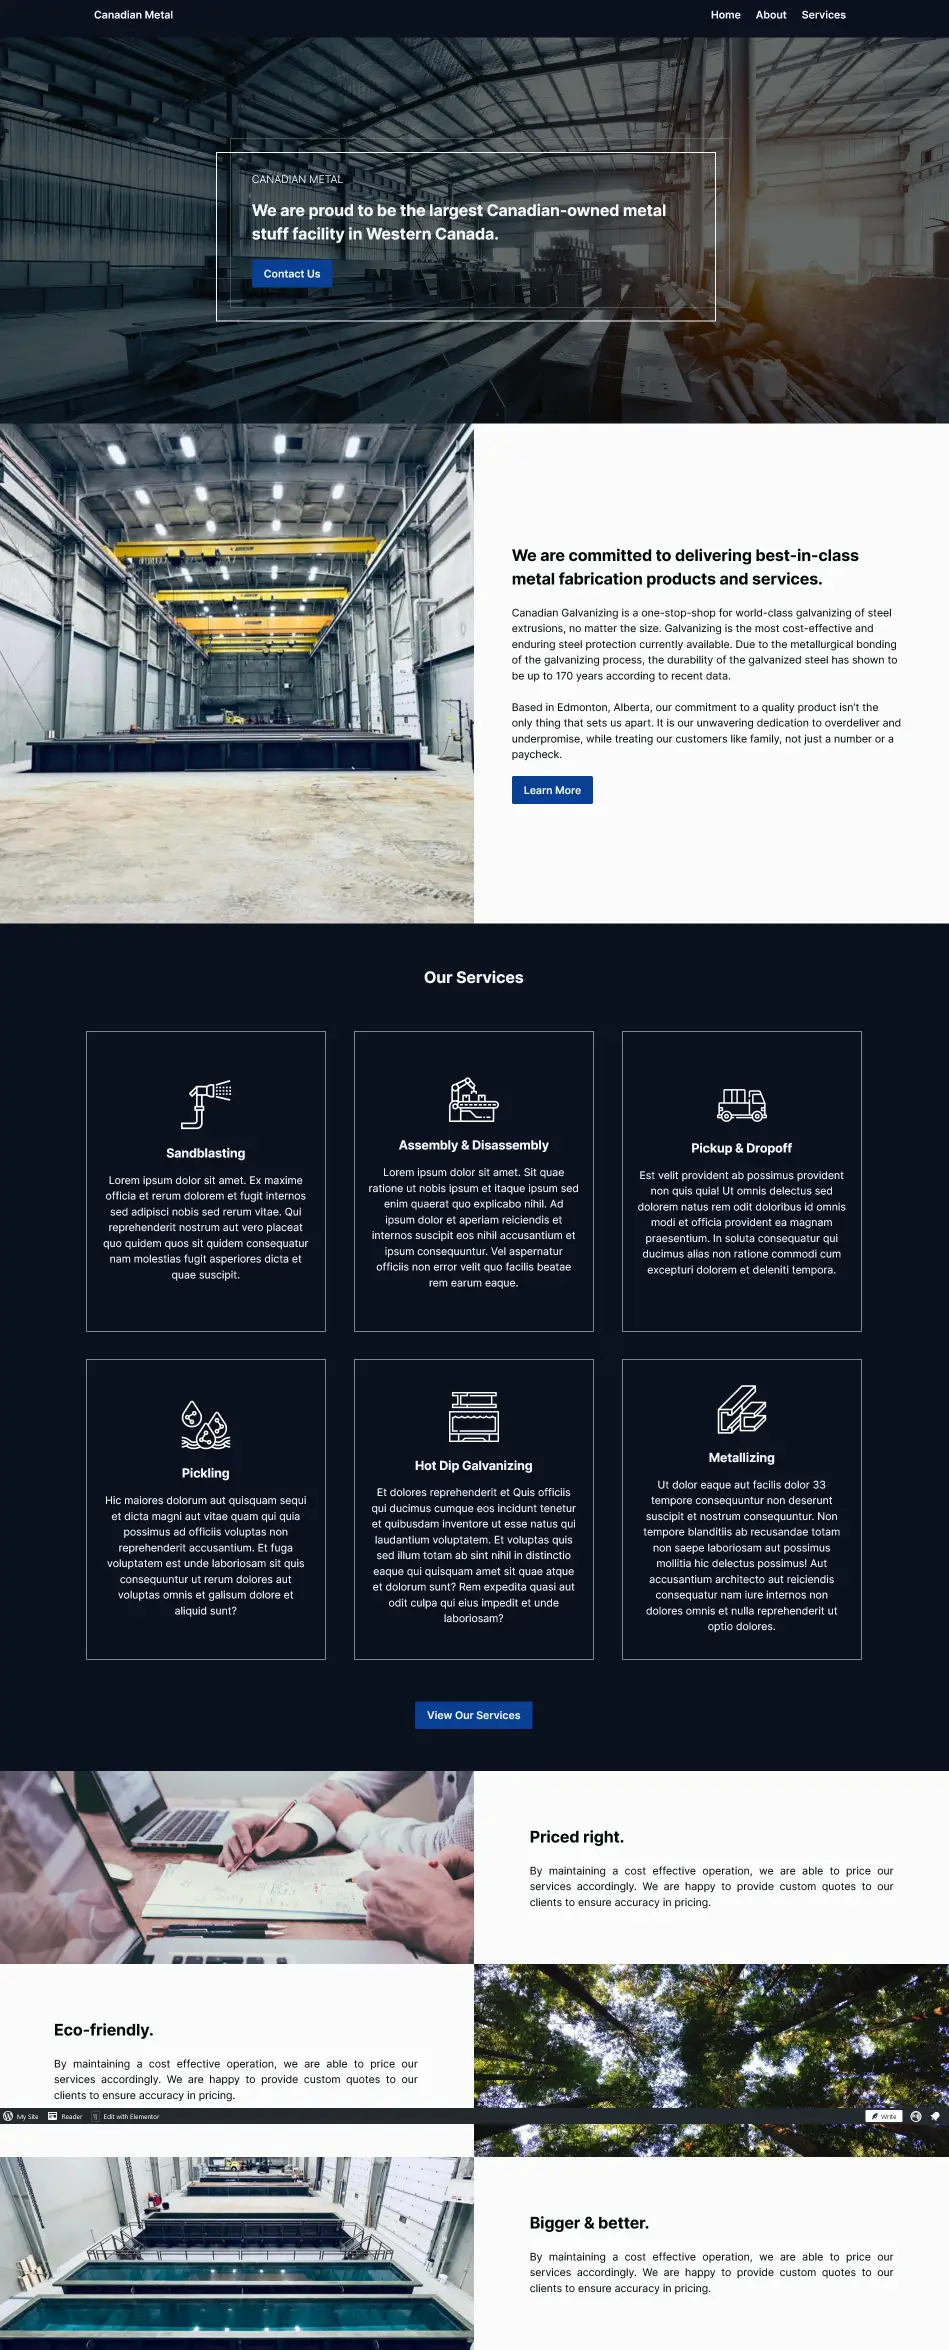 Canadian Metal
Home About Services
CANADIAN METAL
We are proud to be the largest Canadian-owned metal
stuff facility in Western Canada.
Contact Us
We are committed to delivering best-in-class
metal fabrication products and services.
Canadian Galvanizing is a one-stop-shop for world-class galvanizing of steel
extrusions, no matter the size. Galvanizing is the most cost-effective and
enduring steel protection currently available. Due to the metallurgical bonding
of the galvanizing process, the durability of the galvanized steel has shown to
be up to 170 years according to recent data.
Based in Edmonton, Alberta, our commitment to a quality product isn't the
only thing that sets us apart. It is our unwavering dedication to overdeliver and
underpromise, while treating our customers like family, not just a number or a
paycheck.
Learn More
Our Services
Sandblasting
Lorem ipsum dolor sit amet. Ex maxime
officia et rerum dolorem et fugit internos
sed adipisci nobis sed rerum vitae. Qui
reprehenderit nostrum aut vero placeat
quo quidem quos sit quidem consequatur
nam molestias fugit asperiores dicta et
quae suscipit.
Assembly & Disassembly
Lorem ipsum dolor sit amet. Sit quae
ratione ut nobis ipsum et itaque ipsum sed
enim quaerat quo explicabo nihil. Ad
ipsum dolor et aperiam reiciendis et
internos suscipit eos nihil accusantium et
ipsum consequuntur. Vel aspernatur
officiis non error velit quo facilis beatae
rem earum eaque.
Pickup & Dropoff
Est velit provident ab possimus provident
non quis quia! Ut omnis delectus sed
dolorem natus rem odit doloribus id omnis
modi et officia provident ea magnam
praesentium. In soluta consequatur qui
ducimus alias non ratione commodi cum
excepturi dolorem et deleniti tempora.
Pickling
Hic maiores dolorum aut quisquam sequi
et dicta magni aut vitae quam qui quia
possimus ad officiis voluptas non
reprehenderit accusantium. Et fuga
voluptatem est unde laboriosam sit quis
consequuntur ut rerum dolores aut
voluptas omnis et galisum dolore et
aliquid sunt?
Hot Dip Galvanizing
Et dolores reprehenderit et Quis officiis
qui ducimus cumque eos incidunt tenetur
et quibusdam inventore ut esse natus qui
laudantium voluptatem. Et voluptas quis
sed illum totam ab sint nihil in distinctio
eaque qui quisquam amet sit quae atque
et dolorum sunt? Rem expedita quasi aut
odit culpa qui eius impedit et unde
laboriosam?
Metallizing
Ut dolor eaque aut facilis dolor 33
tempore consequuntur non deserunt
suscipit et nostrum consequuntur. Non
tempore blanditiis ab recusandae totam
non saepe laboriosam aut possimus
mollitia hic delectus possimus! Aut
accusantium architecto aut reiciendis
consequatur nam iure internos non
dolores omnis et nulla reprehenderit ut
optio dolores.
View Our Services
Priced right.
By maintaining a cost effective operation, we are able to price our
services accordingly. We are happy to provide custom quotes to our
clients to ensure accuracy in pricing.
Eco-friendly.
By maintaining a cost effective operation, we are able to price our
services accordingly. We are happy to provide custom quotes to our
clients to ensure accuracy in pricing.
My Site Reader Edit with Elementor Write
Bigger & better.
By maintaining a cost effective operation, we are able to price our
services accordingly. We are happy to provide custom quotes to our
clients to ensure accuracy in pricing.